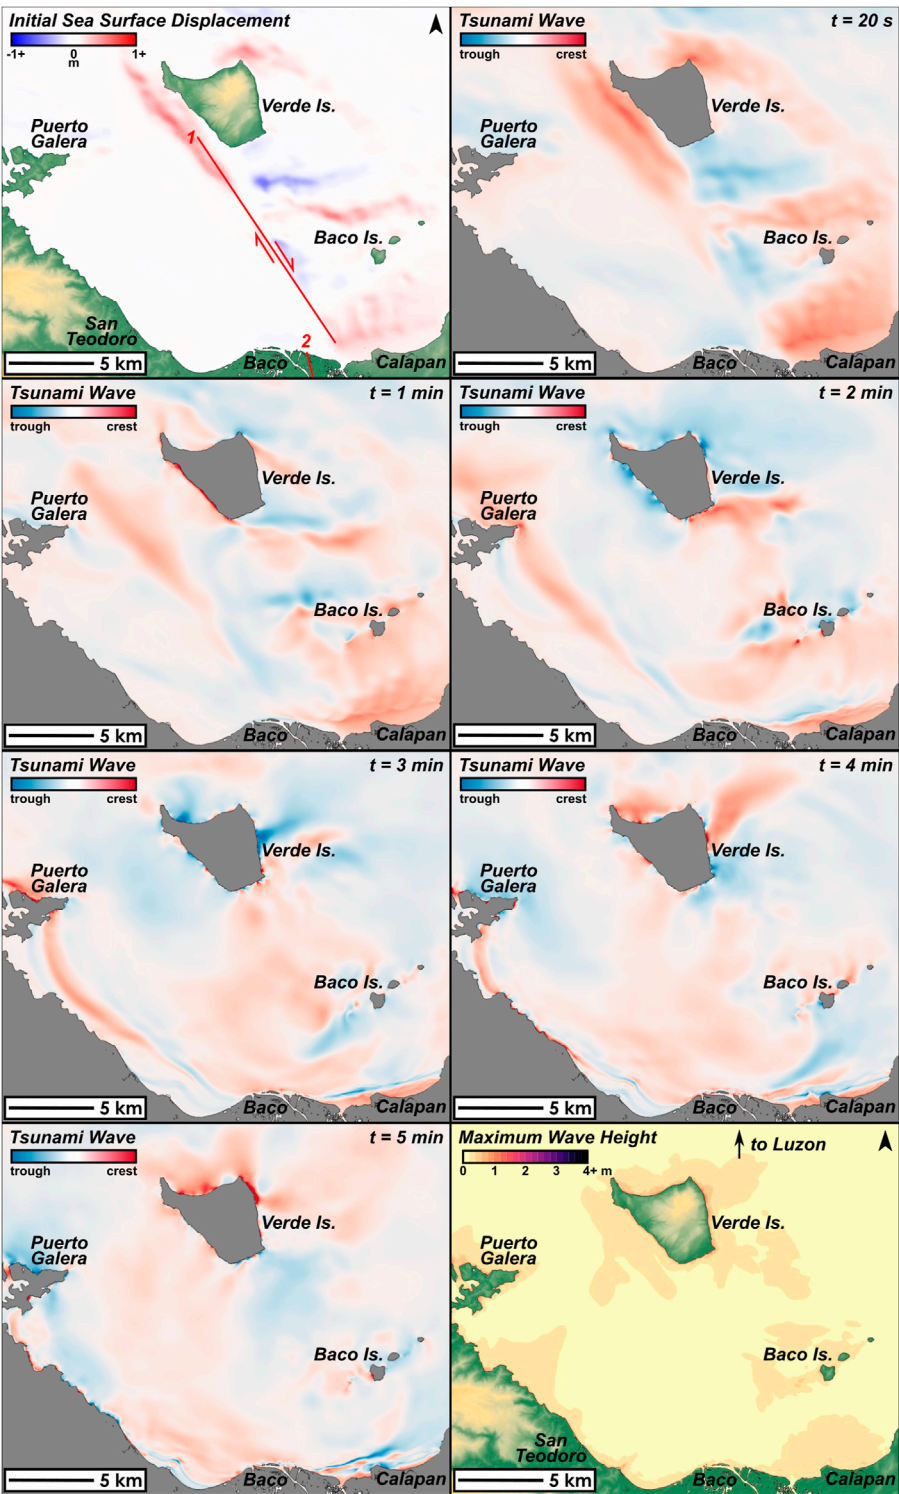 Initial Sea Surface Displacement
-1+ 0 1+
m
Verde Is.
Puerto
Galera
1
Baco Is.
San
Teodoro
2
Baco
Calapan
5 km
Tsunami Wave
t = 20 s
trough crest
Verde Is.
Puerto
Galera
Baco Is.
5 km
Baco
Calapan
Tsunami Wave
t = 1 min
trough crest
Verde Is.
Puerto
Galera
Baco Is.
5 km
Baco
Calapan
Tsunami Wave
t = 2 min
trough crest
Verde Is.
Puerto
Galera
Baco Is.
5 km
Baco
Calapan
Tsunami Wave
t = 3 min
trough crest
Verde Is.
Puerto
Galera
Baco Is.
5 km
Baco
Calapan
Tsunami Wave
t = 4 min
trough crest
Verde Is.
Puerto
Galera
Baco Is.
5 km
Baco
Calapan
Tsunami Wave
t = 5 min
trough crest
Verde Is.
Puerto
Galera
Baco Is.
5 km
Baco
Calapan
Maximum Wave Height
to Luzon
0 1 2 3 4+ m
Verde Is.
Puerto
Galera
Baco Is.
San
Teodoro
5 km
Baco
Calapan